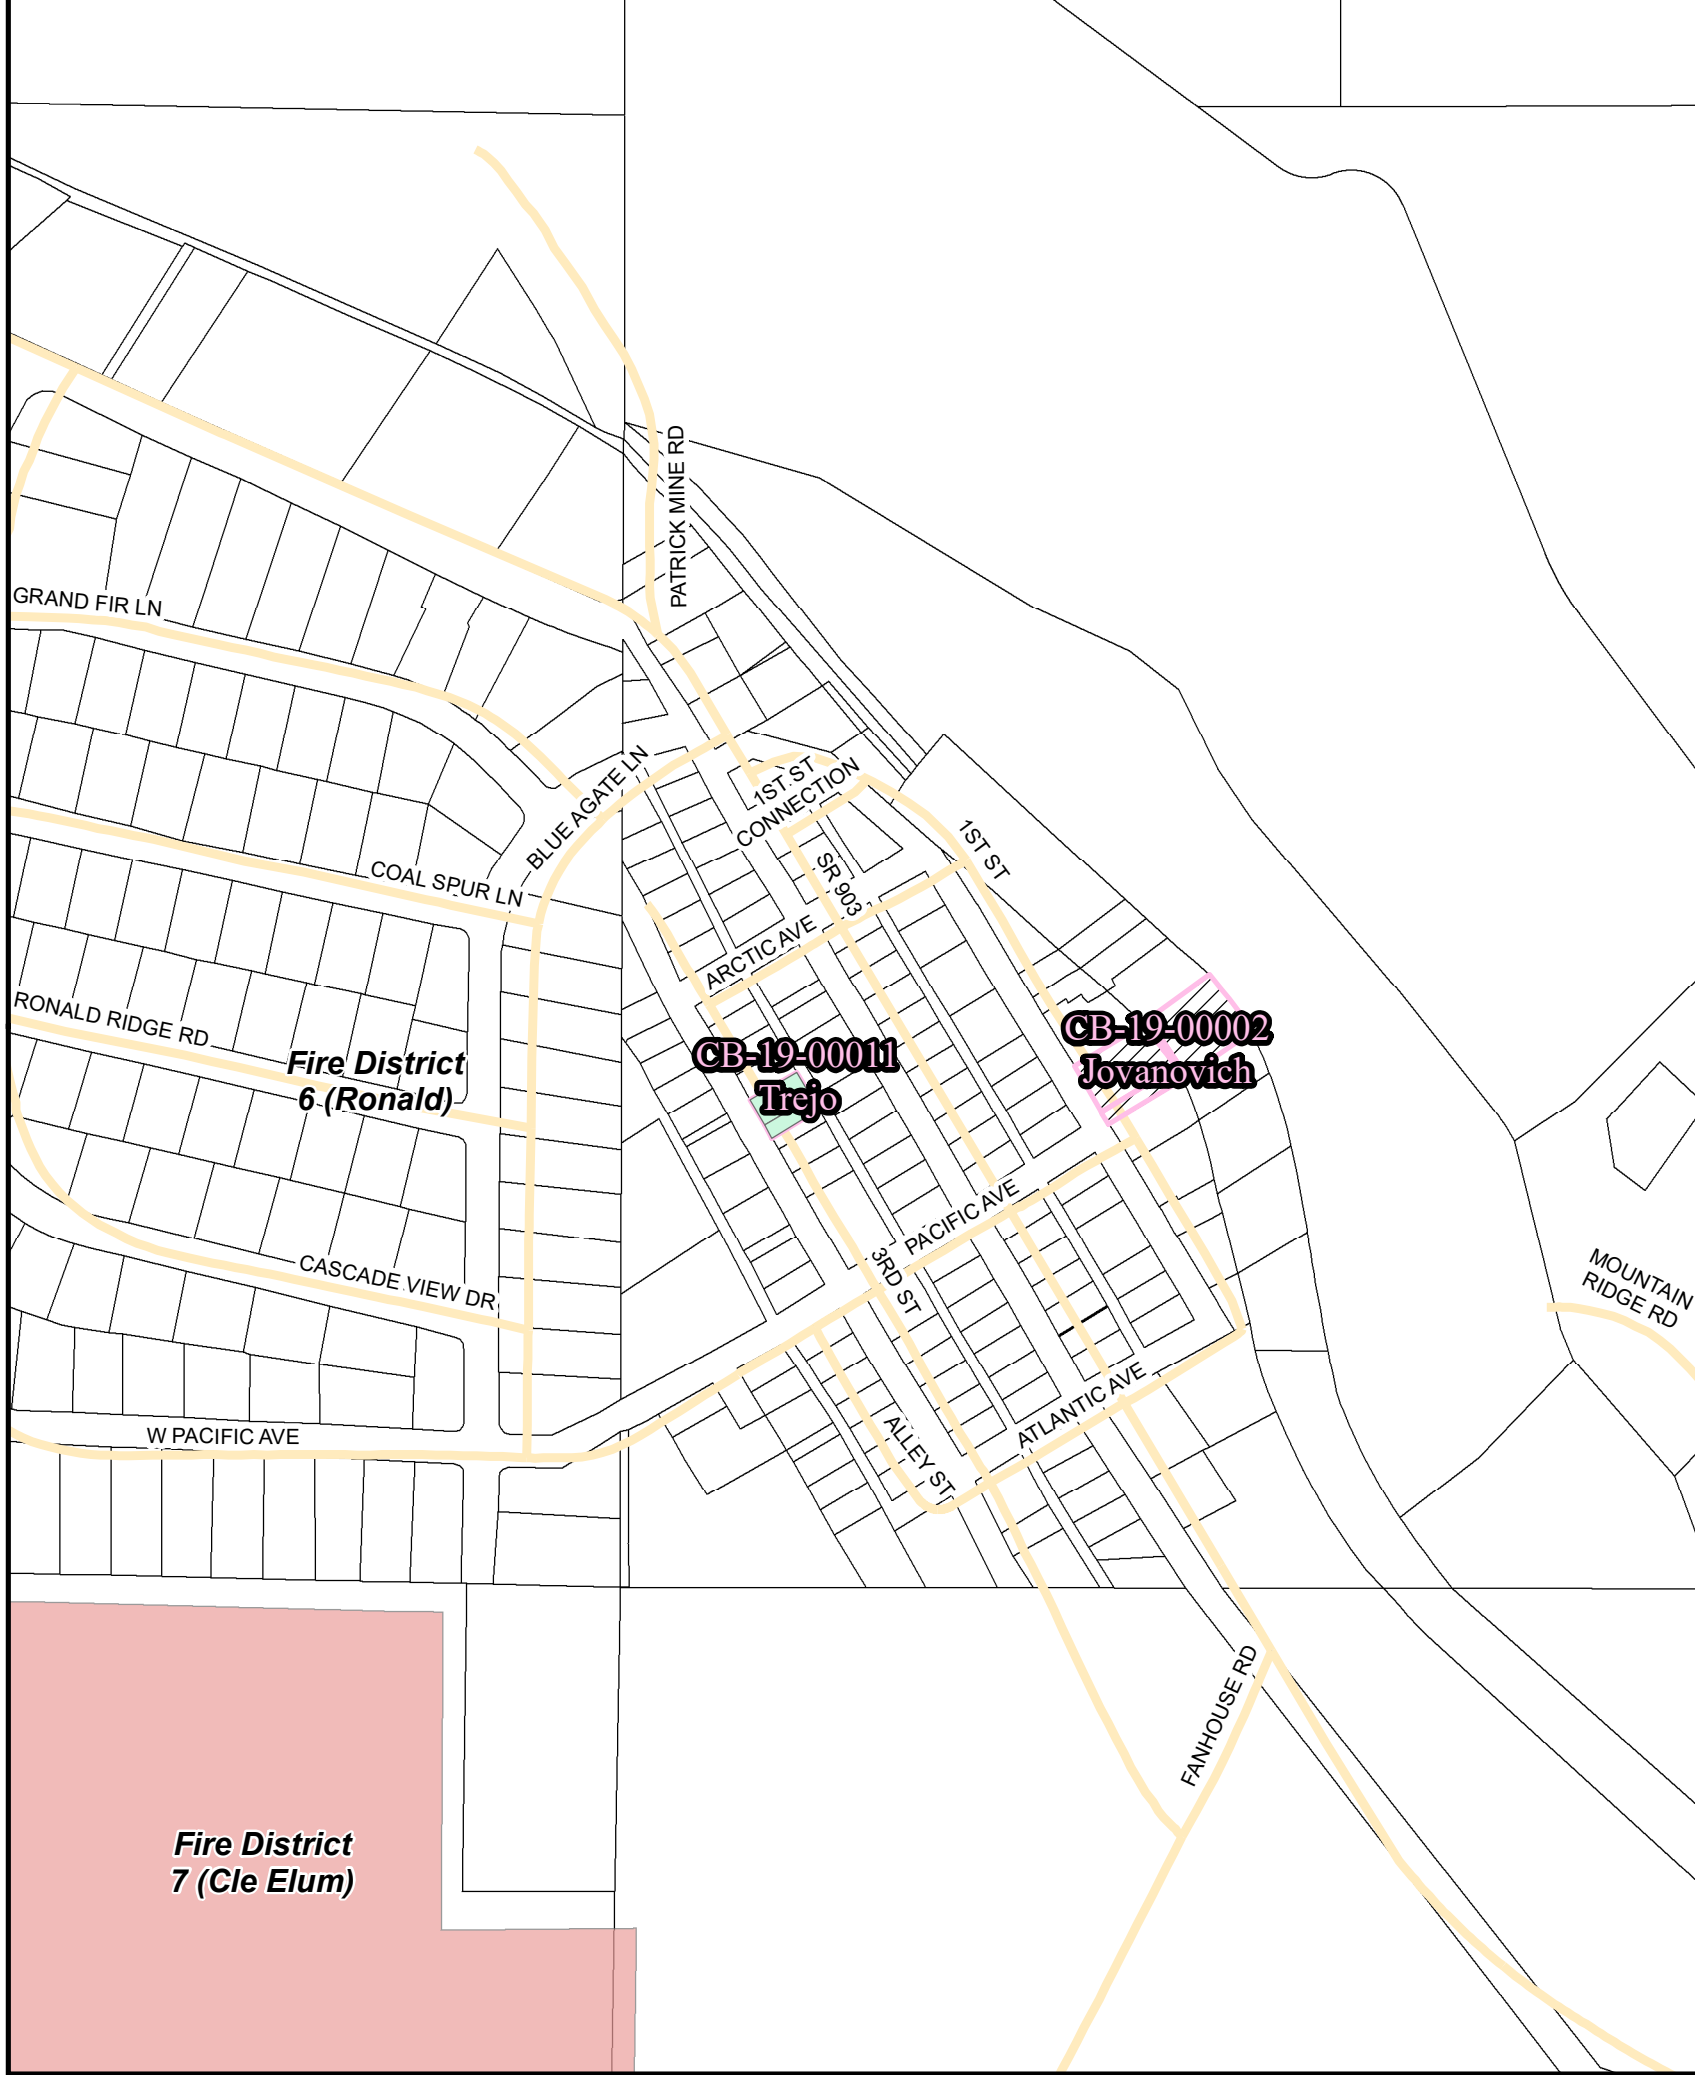 PATRICK MINE RD
GRAND FIR LN
BLUE AGATE LN
1ST ST
CONNECTION
1ST ST
SR 903
COAL SPUR LN
ARCTIC AVE
RONALD RIDGE RD
Fire District
6 (Ronald)
CB-19-00011
Trejo
CB-19-00002
Jovanovich
PACIFIC AVE
3RD ST
CASCADE VIEW DR
MOUNTAIN
RIDGE RD
ATLANTIC AVE
ALLEY ST
W PACIFIC AVE
FANHOUSE RD
Fire District
7 (Cle Elum)